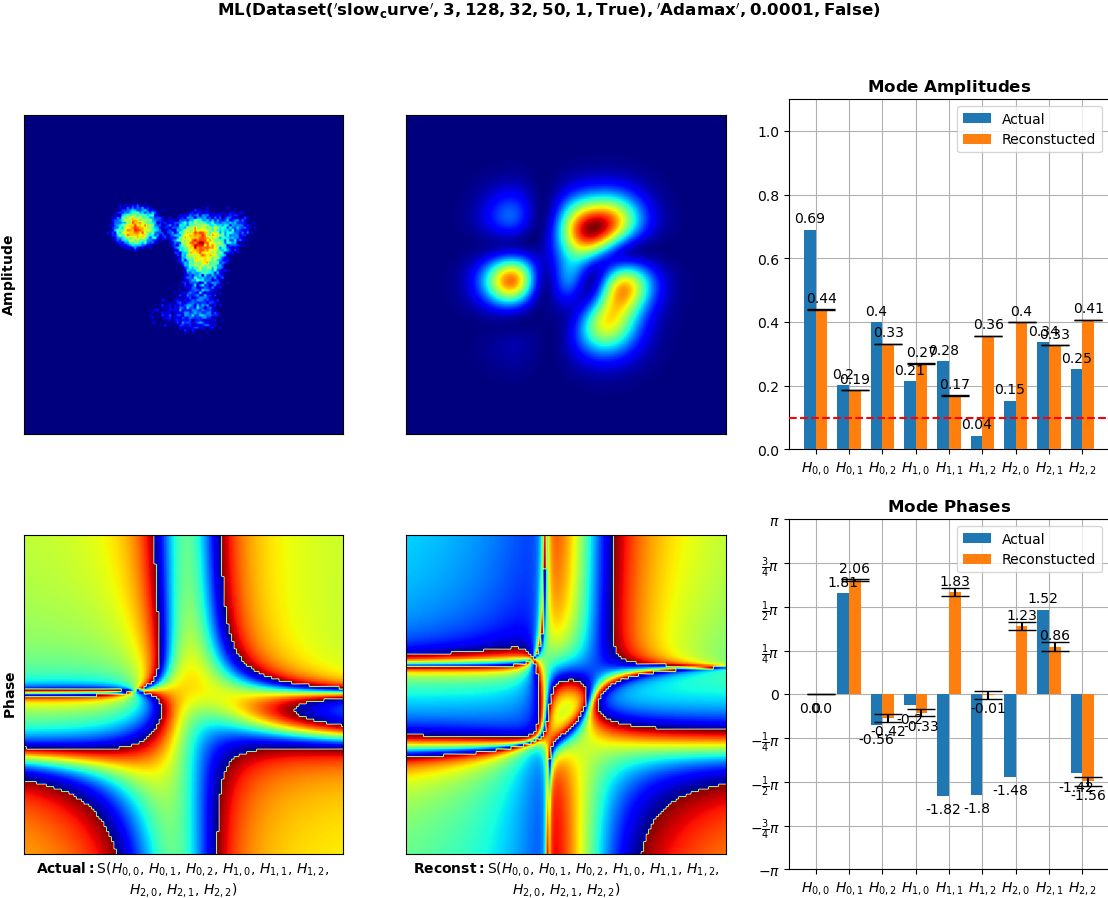 ML(Dataset('slow_curve', 3, 128, 32, 50, 1, True), 'Adamax', 0.0001, False)
Mode Amplitudes
Actual
Reconstucted
Amplitude
1.0
0.8
0.6
0.4
0.2
0.0
0.69
0.44
0.2
0.19
0.4
0.33
0.21
0.27
0.28
0.17
0.04
0.36
0.15
0.4
0.34
0.33
0.25
0.41
H0,0 H0,1 H0,2 H1,0 H1,1 H1,2 H2,0 H2,1 H2,2
Mode Phases
Actual
Reconstucted
Phase
π
3/4π
1/2π
1/4π
0
−1/4π
−1/2π
−3/4π
−π
0.0
0.0
1.81
2.06
-0.56
-0.42
-0.2
-0.33
-1.82
1.83
-1.8
-0.01
-1.48
1.23
1.52
0.86
-1.42
-1.56
H0,0 H0,1 H0,2 H1,0 H1,1 H1,2 H2,0 H2,1 H2,2
Actual: S(H0,0, H0,1, H0,2, H1,0, H1,1, H1,2,
H2,0, H2,1, H2,2)
Reconst: S(H0,0, H0,1, H0,2, H1,0, H1,1, H1,2,
H2,0, H2,1, H2,2)